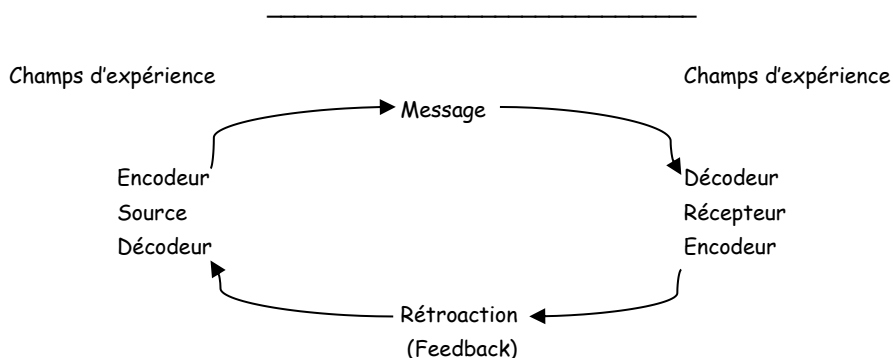 Champs d'expérience Champs d'expérience
Message
Encodeur Décodeur
Source Récepteur
Décodeur Encodeur
Rétroaction
(Feedback)